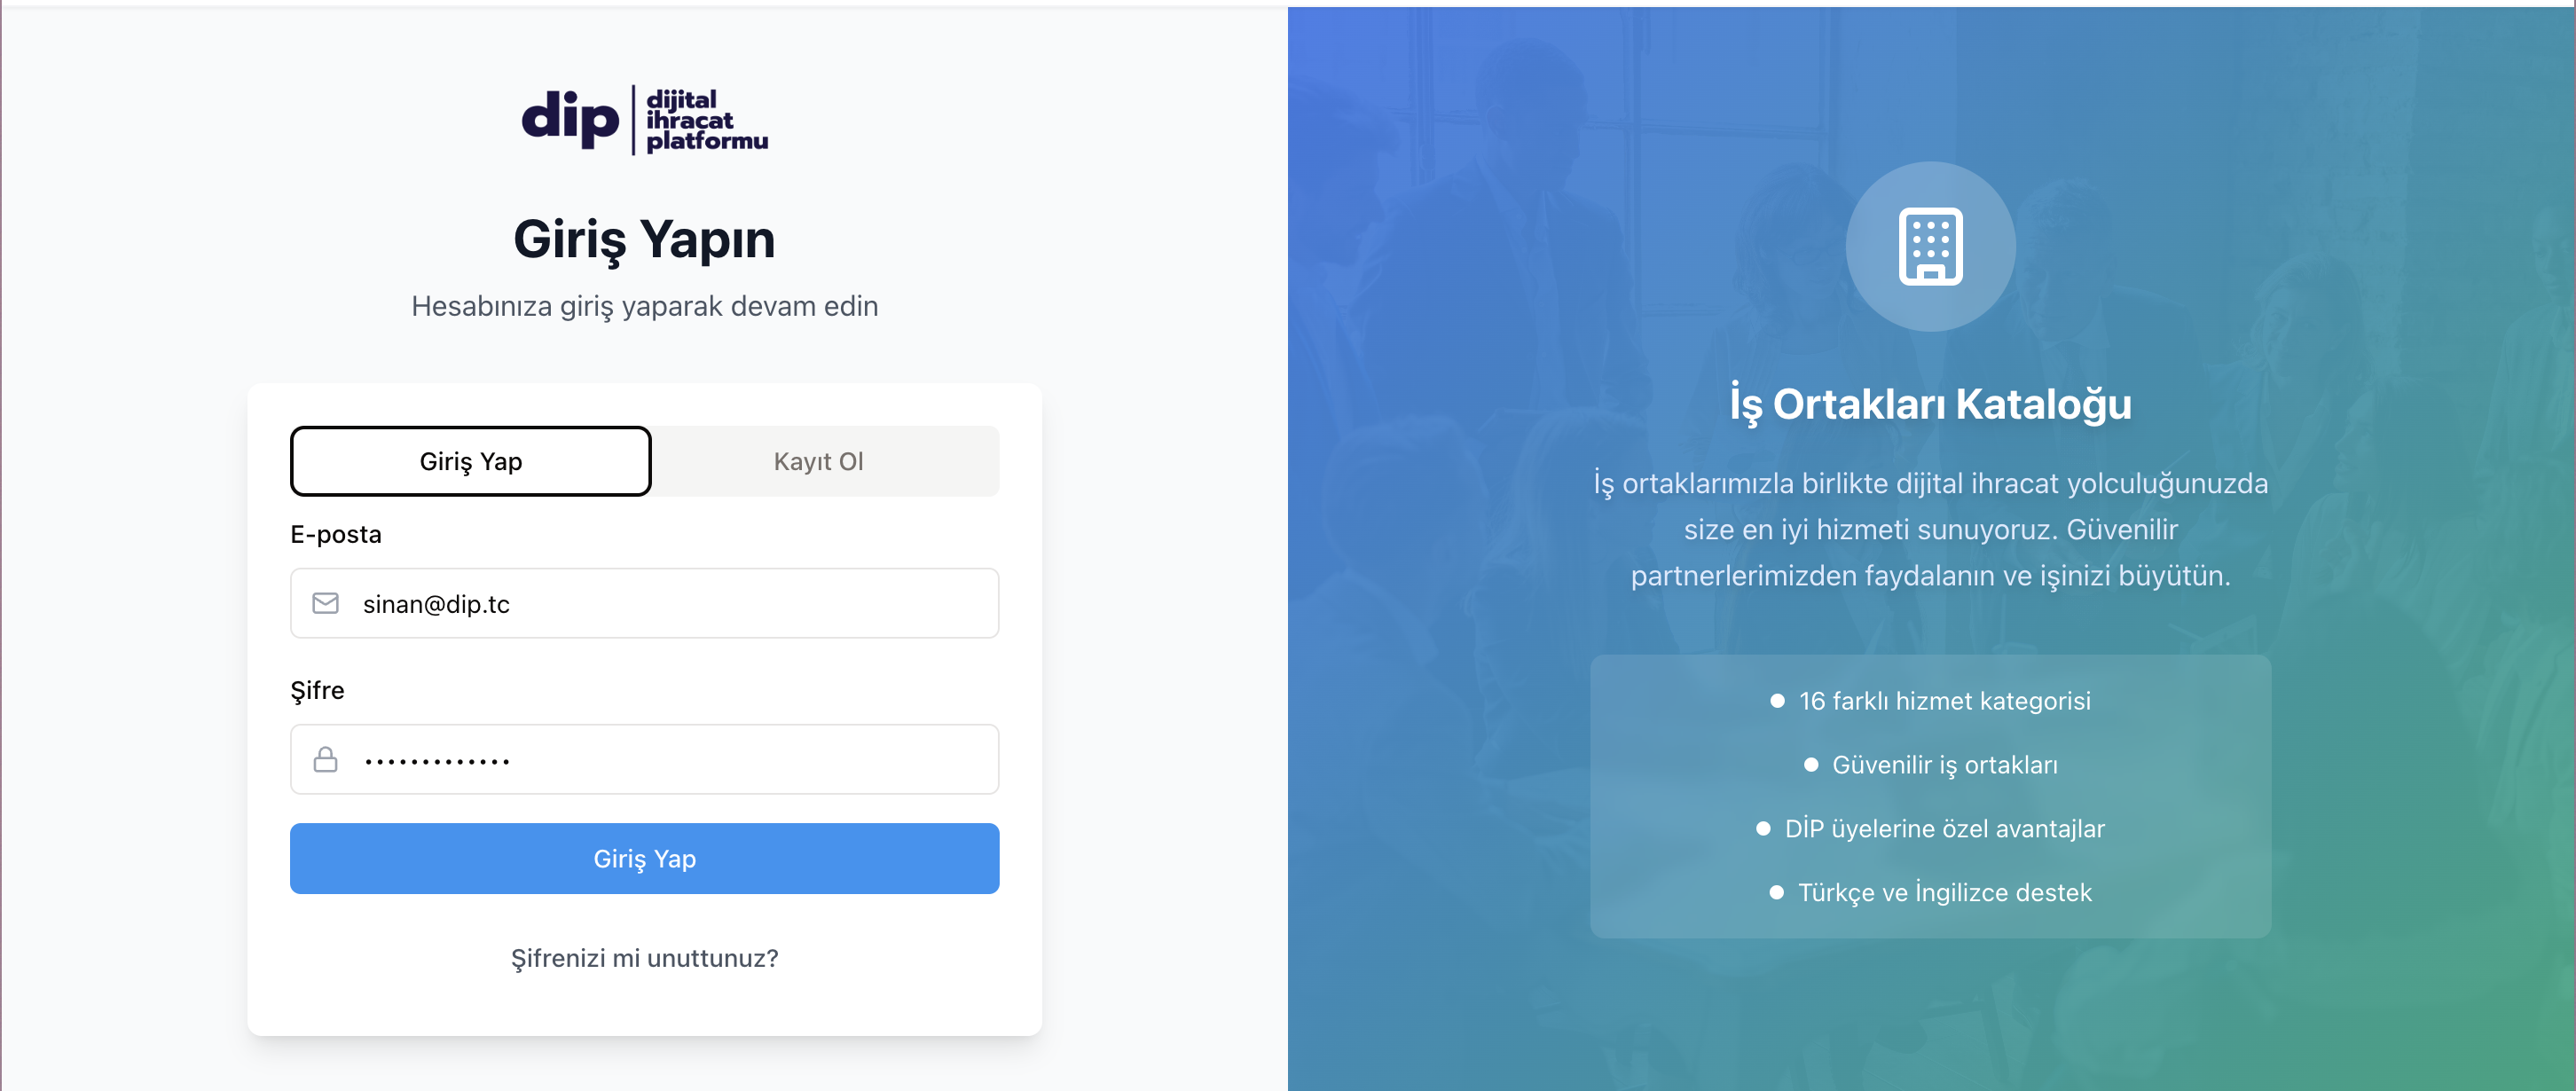 dip
dijital
ihracat
platformu
Giriş Yapın
Hesabınıza giriş yaparak devam edin
Giriş Yap
Kayıt Ol
E-posta
sinan@dip.tc
Şifre
•••••••••••••
Giriş Yap
Şifrenizi mi unuttunuz?
İş Ortakları Kataloğu
İş ortaklarımızla birlikte dijital ihracat yolculuğunuzda
size en iyi hizmeti sunuyoruz. Güvenilir
partnerlerimizden faydalanın ve işinizi büyütün.
16 farklı hizmet kategorisi
Güvenilir iş ortakları
DİP üyelerine özel avantajlar
Türkçe ve İngilizce destek